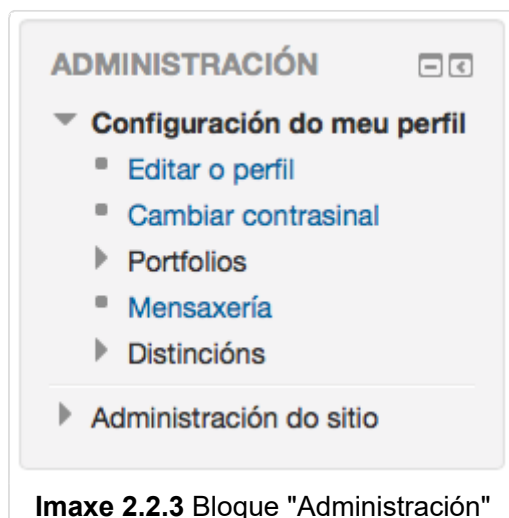 ADMINISTRACIÓN
Configuración do meu perfil
Editar o perfil
Cambiar contrasinal
Portfolios
Mensaxería
Distincións
Administración do sitio
Imaxe 2.2.3 Bloque "Administración"